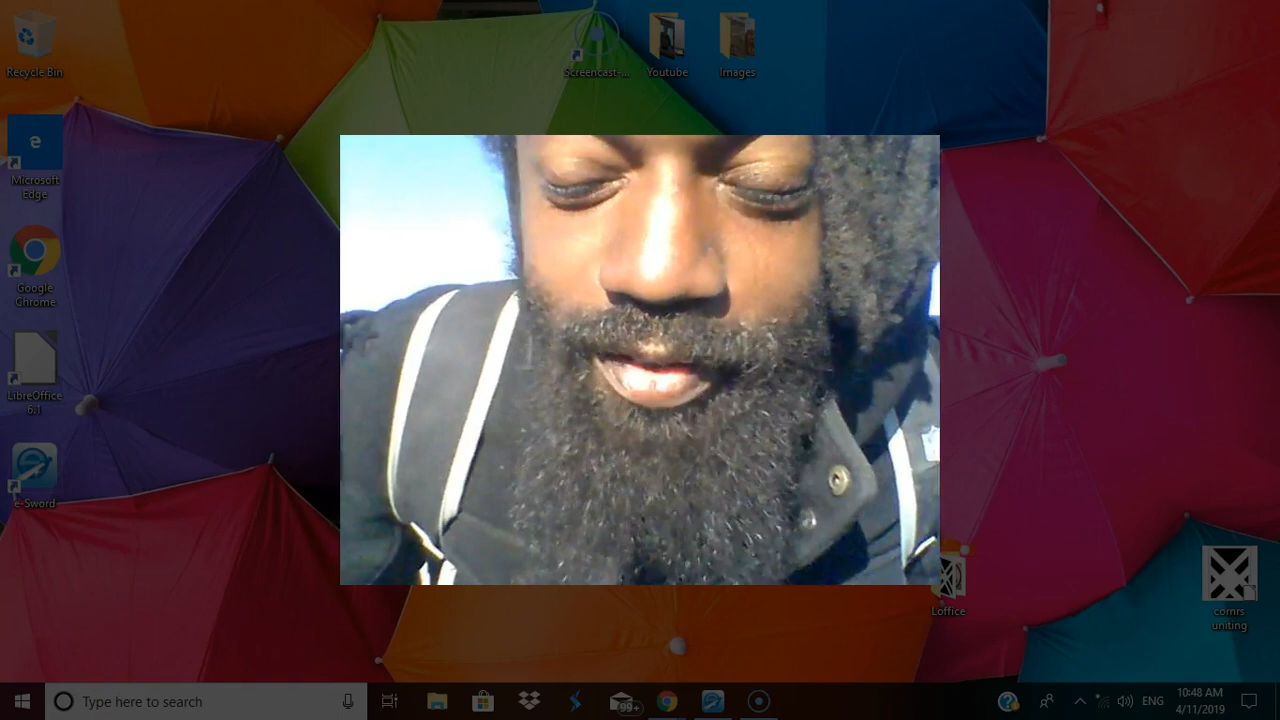 Recycle Bin
Screencast-...
Youtube
Images
Microsoft
Edge
Google
Chrome
LibreOffice
6.1
e-Sword
Loffice
comrs
uniting
Type here to search
99+
ENG
10:48 AM
4/11/2019